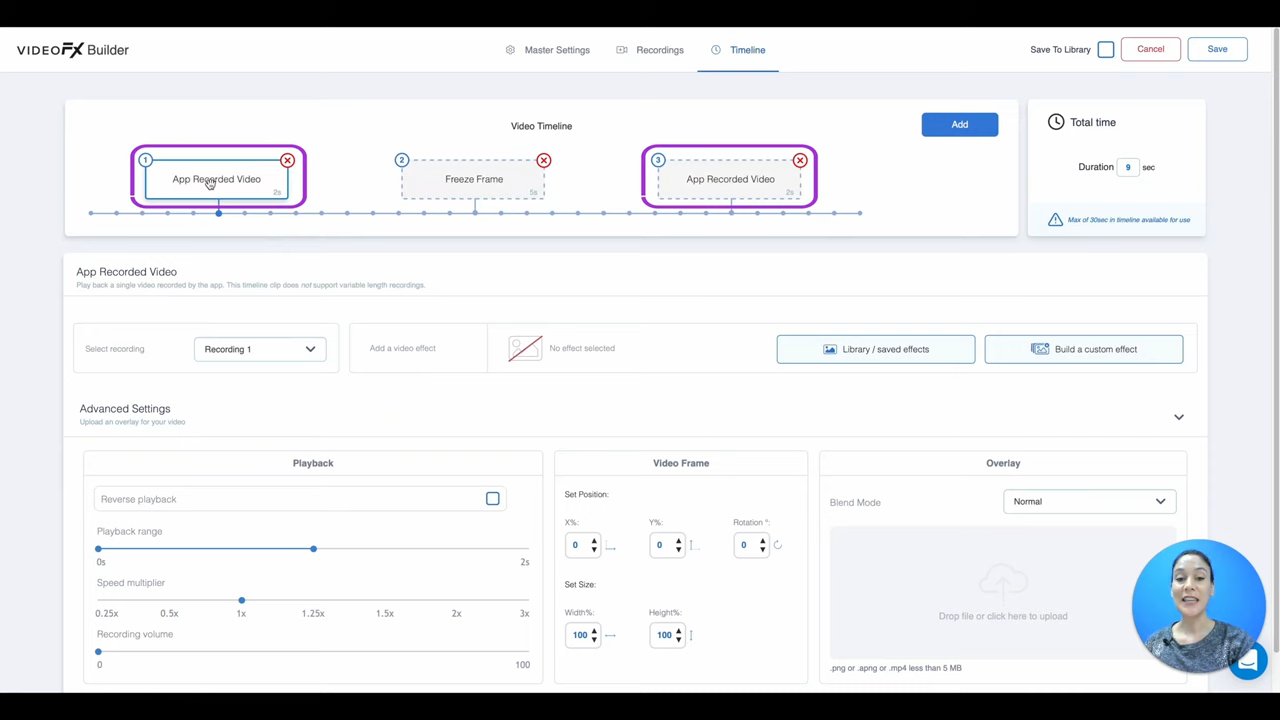 VIDEOFX Builder
Master Settings
Recordings
Timeline
Save To Library
Cancel
Save
Video Timeline
Add
1
App Recorded Video
2s
2
Freeze Frame
5s
3
App Recorded Video
2s
Total time
Duration 9 sec
Max of 30sec in timeline available for use
App Recorded Video
Play back a single video recorded by the app. This timeline clip does not support variable length recordings.
Select recording
Recording 1
Add a video effect
No effect selected
Library / saved effects
Build a custom effect
Advanced Settings
Upload an overlay for your video
Playback
Reverse playback
Playback range
0s
2s
Speed multiplier
0.25x 0.5x 1x 1.25x 1.5x 2x 3x
Recording volume
0
100
Video Frame
Set Position:
X%: Y%: Rotation °:
0 0 0
Set Size:
Width%: Height%:
100 100
Overlay
Blend Mode
Normal
Drop file or click here to upload
.png or .apng or .mp4 less than 5 MB